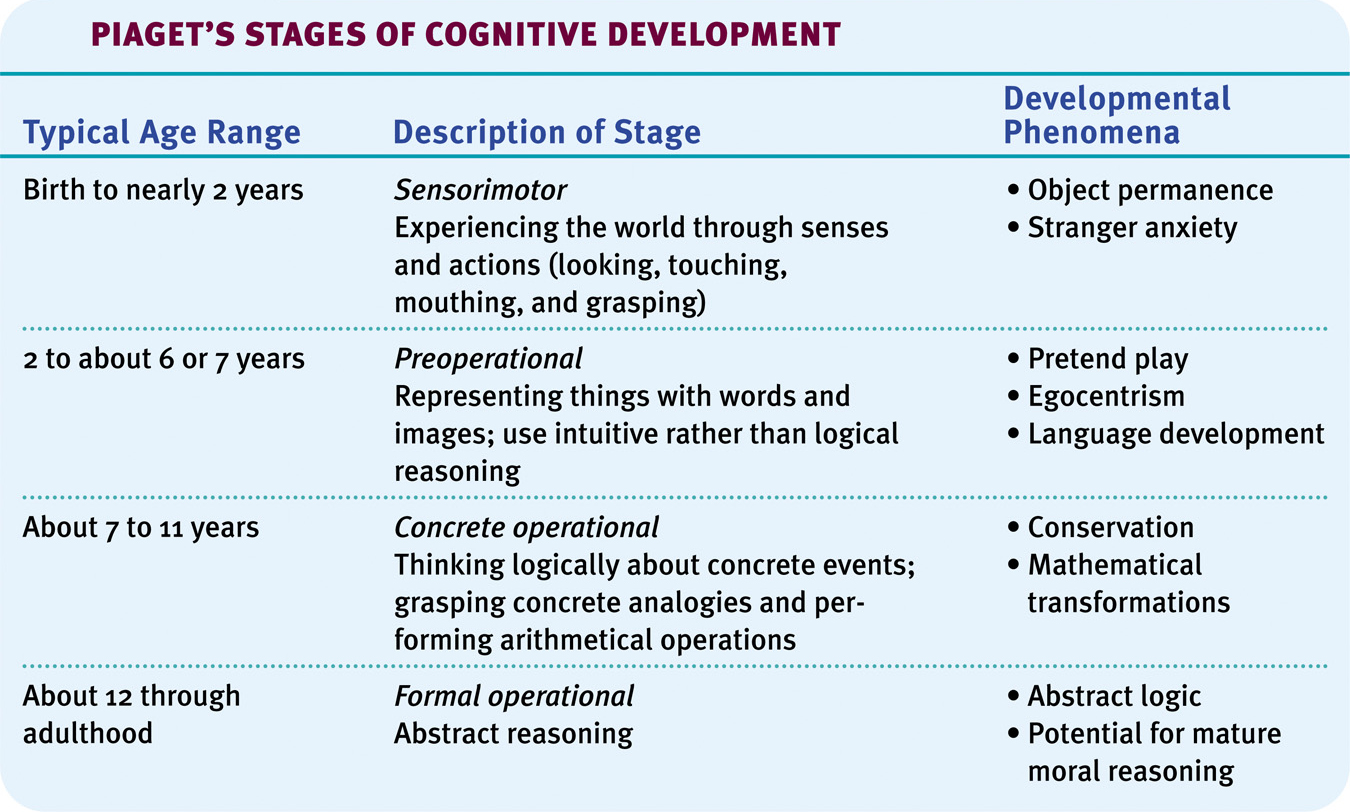 PIAGET'S STAGES OF COGNITIVE DEVELOPMENT
Typical Age Range
Description of Stage
Developmental
Phenomena
Birth to nearly 2 years
Sensorimotor
Experiencing the world through senses
and actions (looking, touching,
mouthing, and grasping)
• Object permanence
• Stranger anxiety
2 to about 6 or 7 years
Preoperational
Representing things with words and
images; use intuitive rather than logical
reasoning
• Pretend play
• Egocentrism
• Language development
About 7 to 11 years
Concrete operational
Thinking logically about concrete events;
grasping concrete analogies and per-
forming arithmetical operations
• Conservation
• Mathematical
transformations
About 12 through
adulthood
Formal operational
Abstract reasoning
• Abstract logic
• Potential for mature
moral reasoning